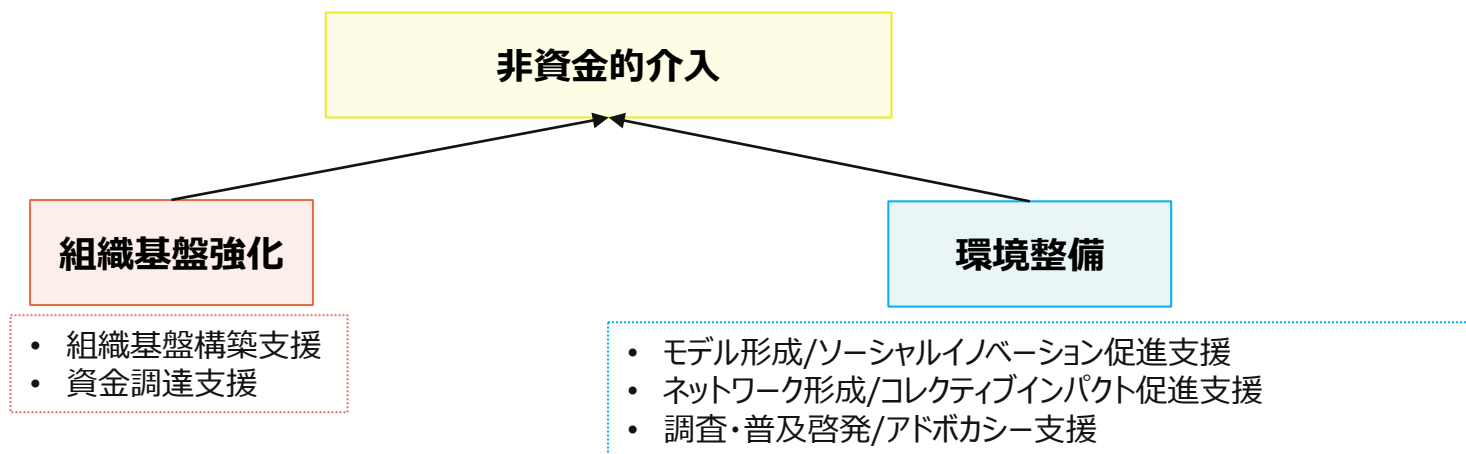 非資金的介入
組織基盤強化
• 組織基盤構築支援
• 資金調達支援
環境整備
• モデル形成/ソーシャルイノベーション促進支援
• ネットワーク形成/コレクティブインパクト促進支援
• 調査・普及啓発/アドボカシー支援